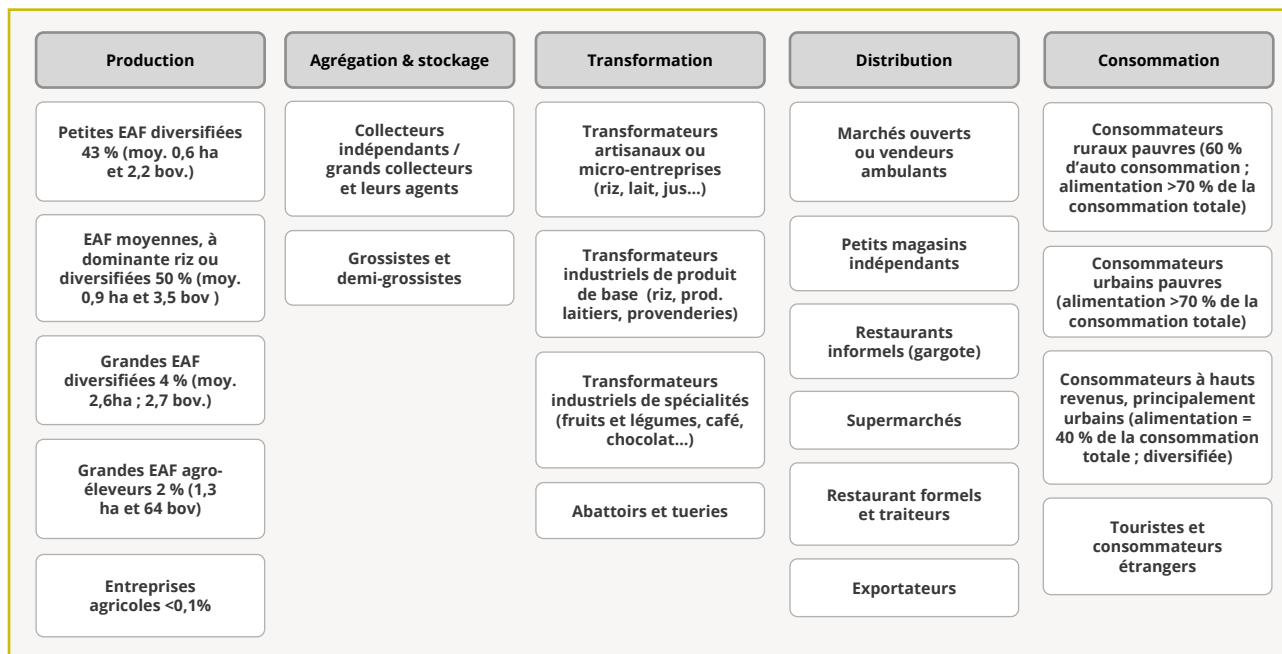 Production
Petites EAF diversifiées
43 % (moy. 0,6 ha
et 2,2 bov.)
EAF moyennes, à
dominante riz ou
diversifiées 50 % (moy.
0,9 ha et 3,5 bov )
Grandes EAF
diversifiées 4 % (moy.
2,6ha ; 2,7 bov.)
Grandes EAF agro-
éleveurs 2 % (1,3
ha et 64 bov)
Entreprises
agricoles <0,1%
Agrégation & stockage
Collecteurs
indépendants /
grands collecteurs
et leurs agents
Grossistes et
demi-grossistes
Transformation
Transformateurs
artisanaux ou
micro-entreprises
(riz, lait, jus…)
Transformateurs
industriels de produit
de base  (riz, prod.
laitiers, provenderies)
Transformateurs
industriels de spécialités
(fruits et légumes, café,
chocolat…)
Abattoirs et tueries
Distribution
Marchés ouverts
ou vendeurs
ambulants
Petits magasins
indépendants
Restaurants
informels (gargote)
Supermarchés
Restaurant formels
et traiteurs
Exportateurs
Consommation
Consommateurs
ruraux pauvres (60 %
d’auto consommation ;
alimentation >70 % de la
consommation totale)
Consommateurs
urbains pauvres
(alimentation >70 % de la
consommation totale)
Consommateurs à hauts
revenus, principalement
urbains (alimentation =
40 % de la consommation
totale ; diversifiée)
Touristes et
consommateurs
étrangers